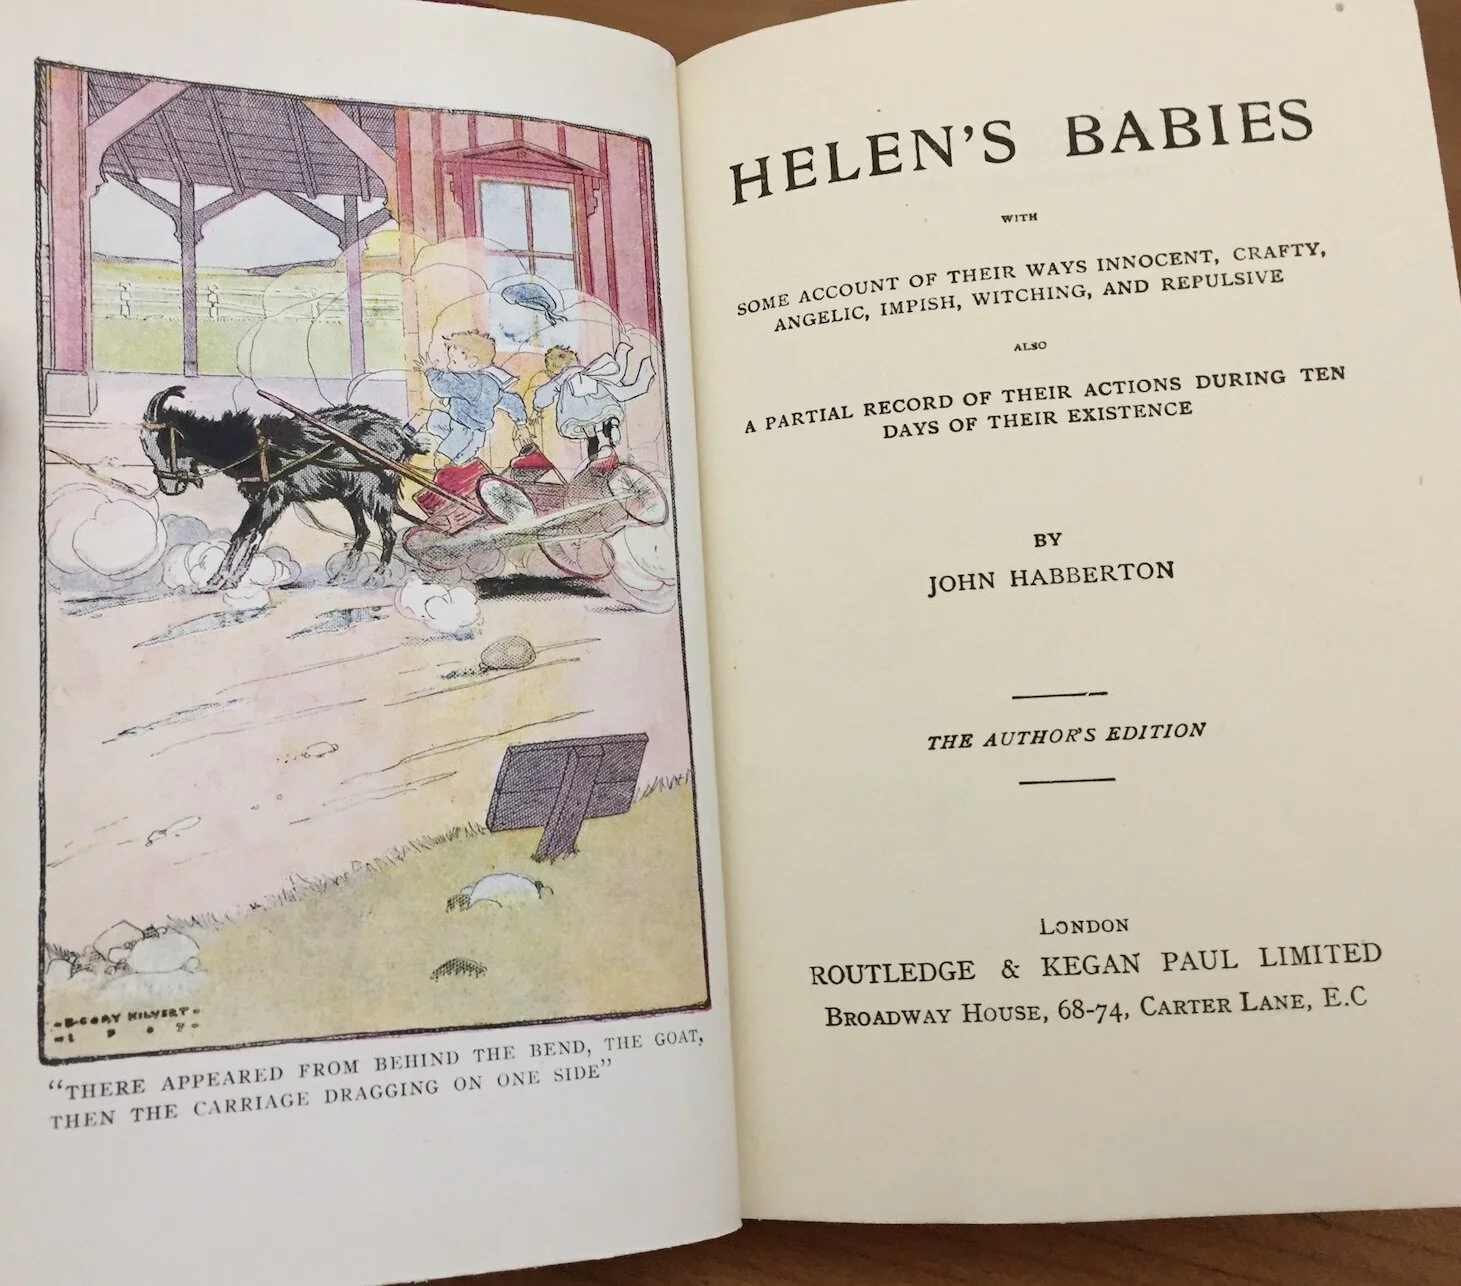 -B·CORY KILVERT-
-1907-
"THERE APPEARED FROM BEHIND THE BEND, THE GOAT,
THEN THE CARRIAGE DRAGGING ON ONE SIDE"
HELEN'S BABIES
WITH
SOME ACCOUNT OF THEIR WAYS INNOCENT, CRAFTY,
ANGELIC, IMPISH, WITCHING, AND REPULSIVE
ALSO
A PARTIAL RECORD OF THEIR ACTIONS DURING TEN
DAYS OF THEIR EXISTENCE
BY
JOHN HABBERTON
THE AUTHOR'S EDITION
LONDON
ROUTLEDGE & KEGAN PAUL LIMITED
BROADWAY HOUSE, 68-74, CARTER LANE, E.C